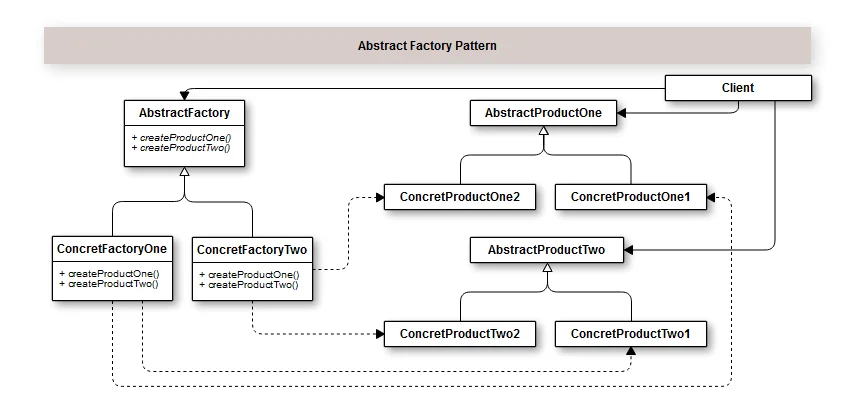 Abstract Factory Pattern
Client
AbstractFactory
+ createProductOne()
+ createProductTwo()
AbstractProductOne
ConcretProductOne2
ConcretProductOne1
ConcretFactoryOne
+ createProductOne()
+ createProductTwo()
ConcretFactoryTwo
+ createProductOne()
+ createProductTwo()
AbstractProductTwo
ConcretProductTwo2
ConcretProductTwo1